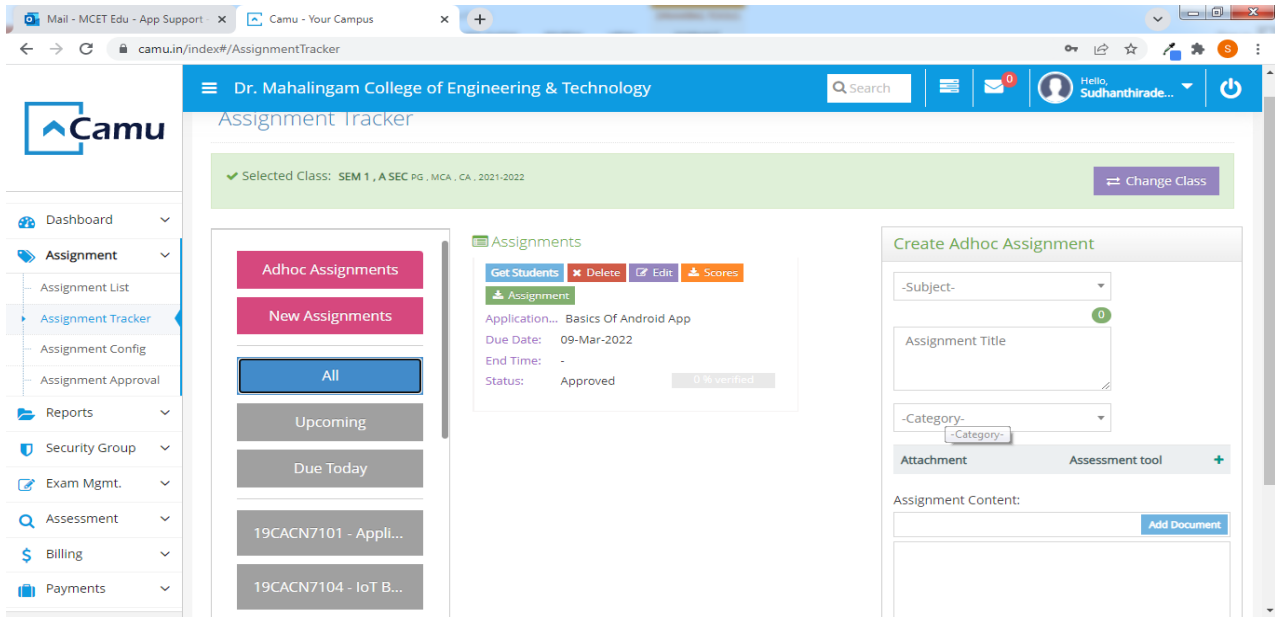 Mail - MCET Edu - App Support
Camu - Your Campus
camu.in/index#/AssignmentTracker
S
Camu
Dr. Mahalingam College of Engineering & Technology
Search
0
Hello,
Sudhanthirade...
Dashboard
Assignment
Assignment List
Assignment Tracker
Assignment Config
Assignment Approval
Reports
Security Group
Exam Mgmt.
Assessment
Billing
Payments
Assignment Tracker
Selected Class: SEM 1 , A SEC PG , MCA , CA , 2021-2022
Change Class
Adhoc Assignments
New Assignments
All
Upcoming
Due Today
19CACN7101 - Appli...
19CACN7104 - IoT B...
Assignments
Get Students Delete Edit Scores
Assignment
Application... Basics Of Android App
Due Date: 09-Mar-2022
End Time: -
Status: Approved 0 % verified
Create Adhoc Assignment
-Subject-
0
Assignment Title
-Category-
-Category-
Attachment Assessment tool +
Assignment Content:
Add Document